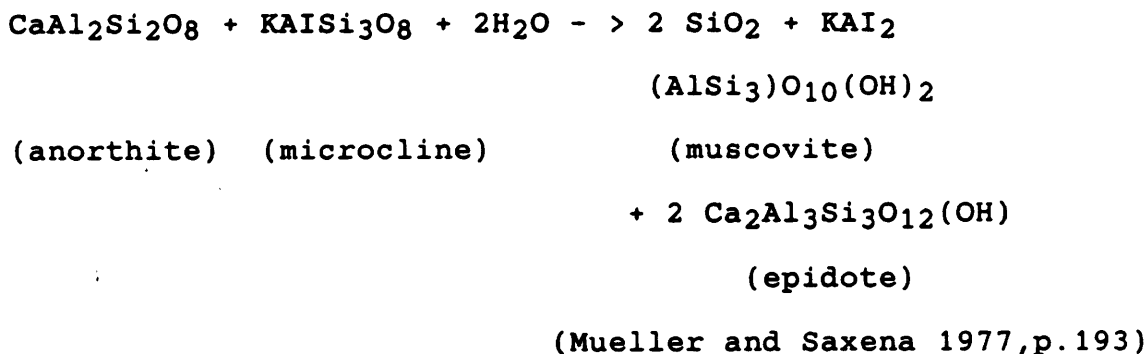 CaAl2Si2O8 + KAISi3O8 + 2H2O - > 2 SiO2 + KAI2
(AlSi3)O10(OH)2
(anorthite) (microcline) (muscovite)
+ 2 Ca2Al3Si3O12(OH)
(epidote)
(Mueller and Saxena 1977,p.193)